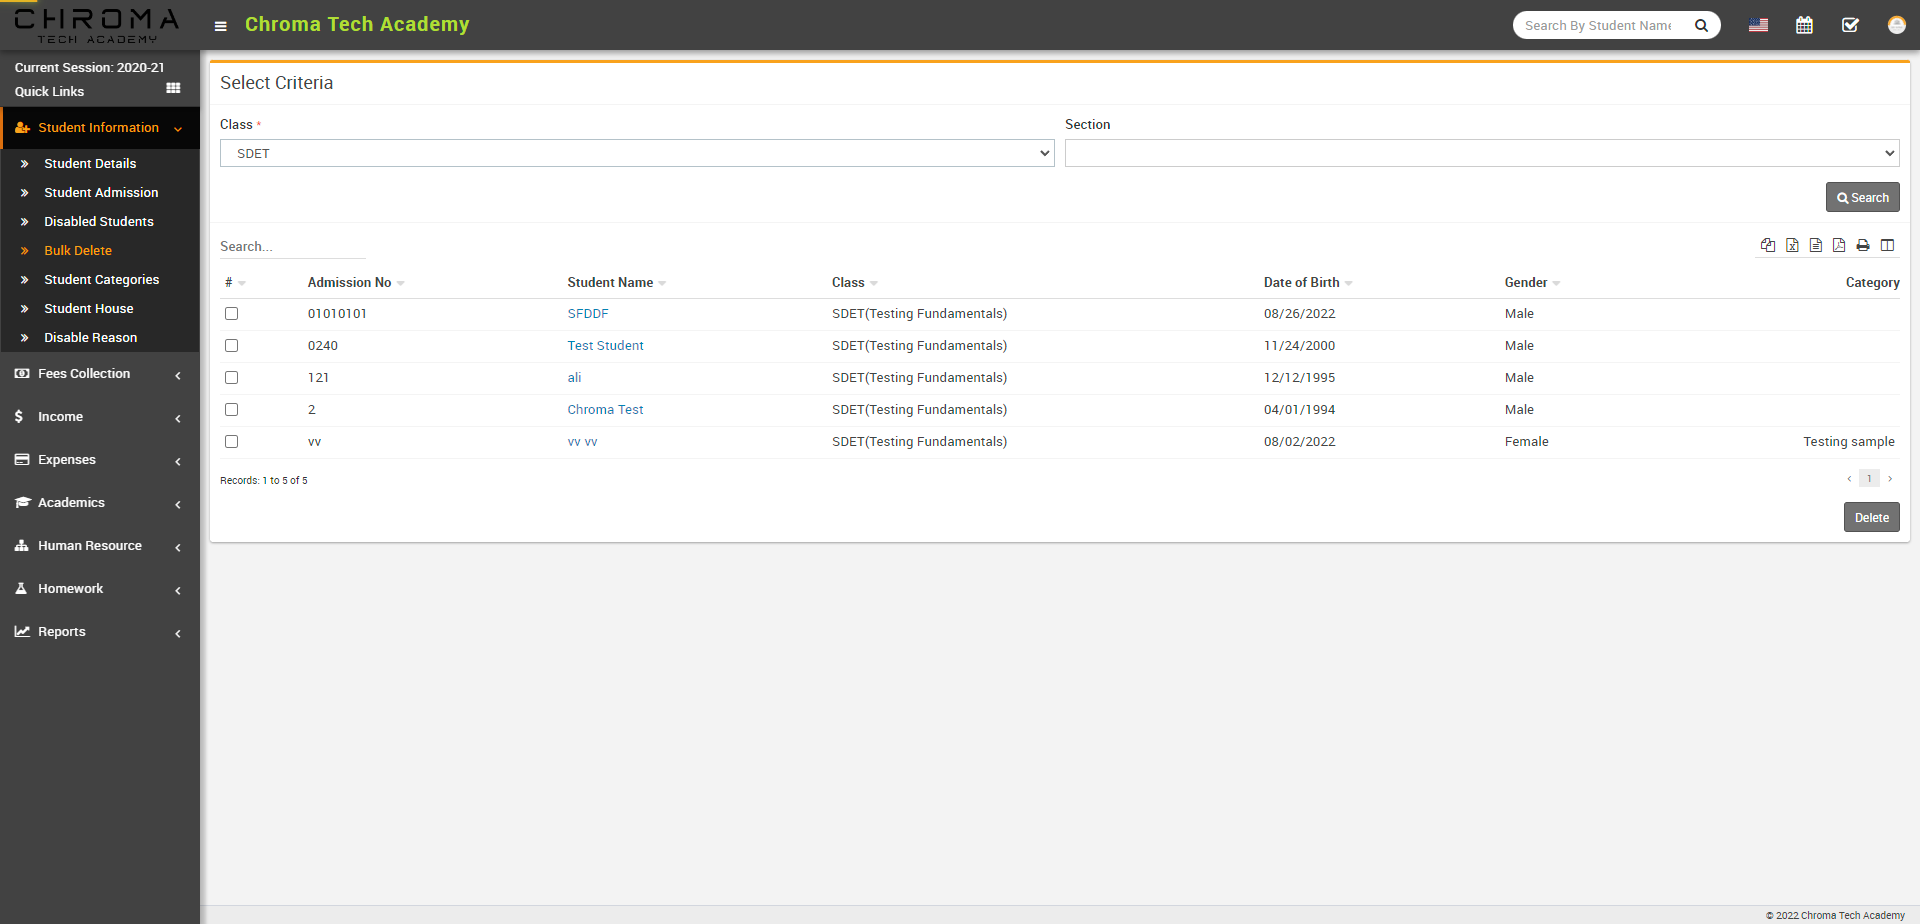 CHROMA
TECH ACADEMY
Chroma Tech Academy
Search By Student Name
Current Session: 2020-21
Quick Links
Student Information
Student Details
Student Admission
Disabled Students
Bulk Delete
Student Categories
Student House
Disable Reason
Fees Collection
Income
Expenses
Academics
Human Resource
Homework
Reports
Select Criteria
Class * Section
SDET
Search
Search...
# Admission No Student Name Class Date of Birth Gender Category
01010101 SFDDF SDET(Testing Fundamentals) 08/26/2022 Male
0240 Test Student SDET(Testing Fundamentals) 11/24/2000 Male
121 ali SDET(Testing Fundamentals) 12/12/1995 Male
2 Chroma Test SDET(Testing Fundamentals) 04/01/1994 Male
vv vv vv SDET(Testing Fundamentals) 08/02/2022 Female Testing sample
Records: 1 to 5 of 5
1
Delete
© 2022 Chroma Tech Academy